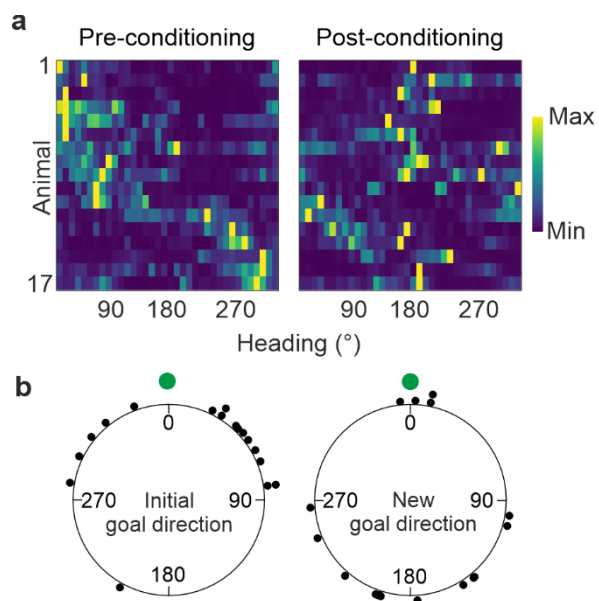 a
Pre-conditioning Post-conditioning
1
Animal
17
90 180 270 90 180 270
Heading (°)
Max
Min
b
0
270 90
Initial
goal direction
180
0
270 90
New
goal direction
180